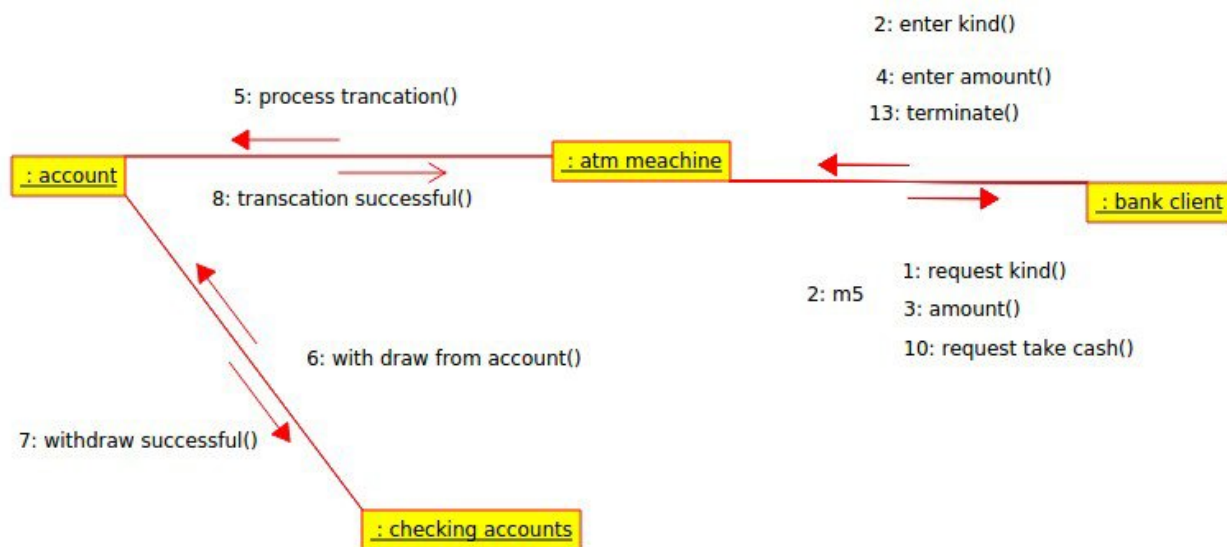 2: enter kind()
4: enter amount()
13: terminate()
5: process trancation()
: account
: atm meachine
8: transcation successful()
: bank client
1: request kind()
2: m5
3: amount()
10: request take cash()
6: with draw from account()
7: withdraw successful()
: checking accounts